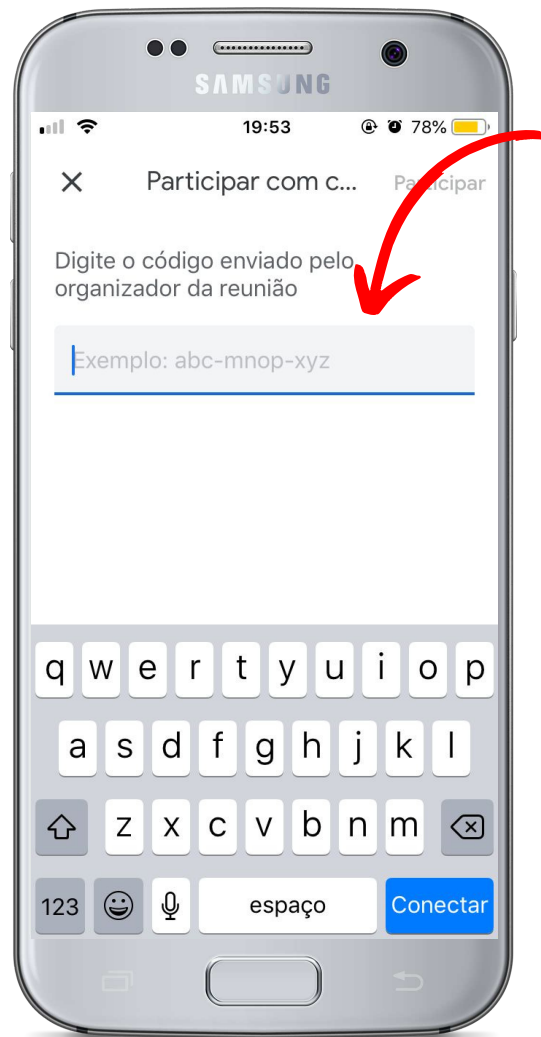 SAMSUNG
19:53 78%
Participar com c... Participar
Digite o código enviado pelo
organizador da reunião
Exemplo: abc-mnop-xyz
q w e r t y u i o p
a s d f g h j k l
z x c v b n m
123 espaço Conectar